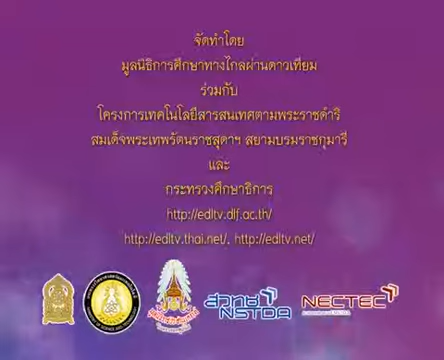 จัดทำโดย
มูลนิธิการศึกษาทางไกลผ่านดาวเทียม
ร่วมกับ
โครงการเทคโนโลยีสารสนเทศตามพระราชดำริ
สมเด็จพระเทพรัตนราชสุดาฯ สยามบรมราชกุมารี
และ
กระทรวงศึกษาธิการ
http://edltv.dlf.ac.th/
http://edltv.thai.net/, http://edltv.net/
สวทช NECTEC
NSTDA